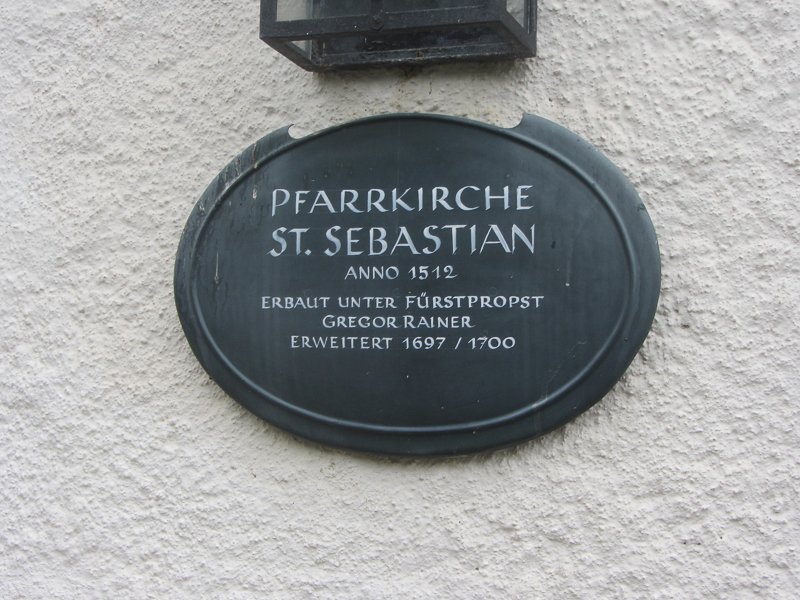 PFARRKIRCHE
ST. SEBASTIAN
ANNO 1512
ERBAUT UNTER FÜRSTPROPST
GREGOR RAINER
ERWEITERT 1697 / 1700